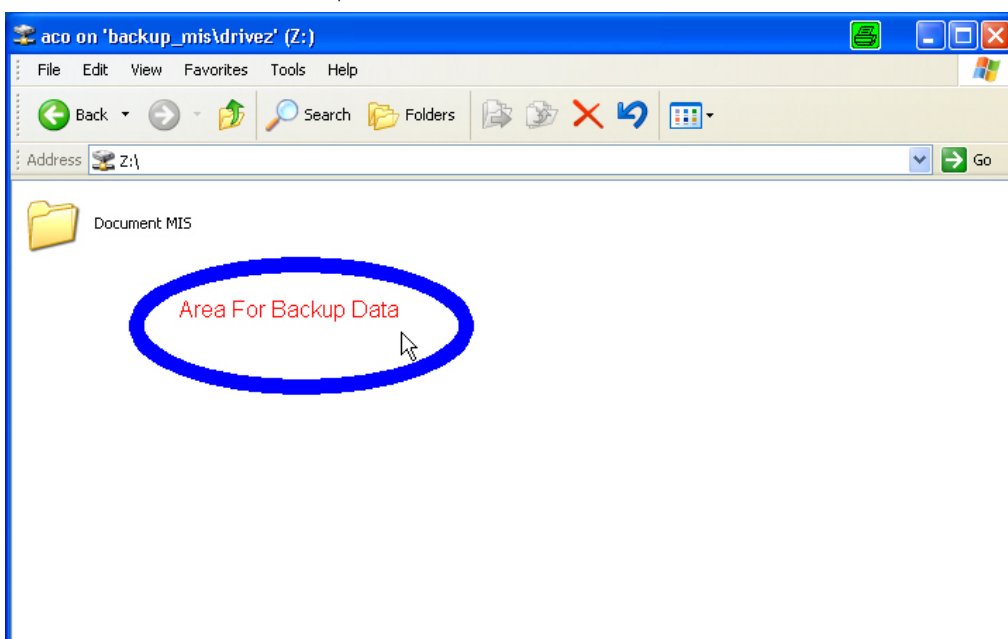 aco on 'backup_mis\drivez' (Z:)
File Edit View Favorites Tools Help
Back Search Folders
Address Z:\ Go
Document MIS
Area For Backup Data